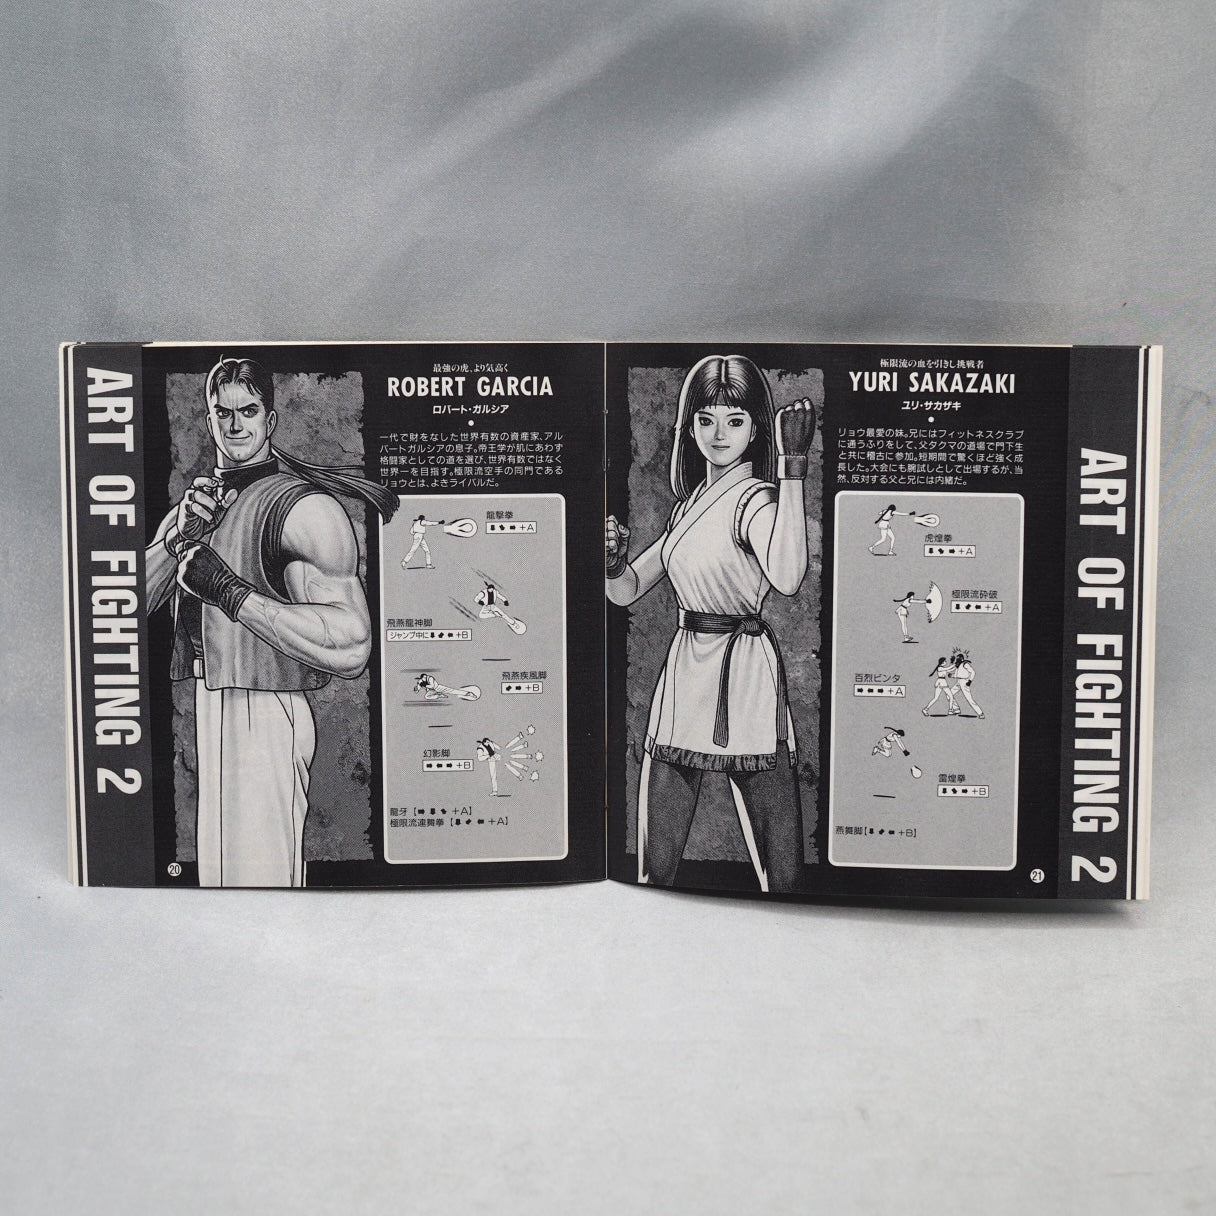 ART OF FIGHTING 2
最強の虎、より気高く
ROBERT GARCIA
ロバート・ガルシア
一代で財をなした世界有数の資産家、アル
バートガルシアの息子。帝王学が肌にあわず
格闘家としての道を選び、世界有数ではなく
世界一を目指す。極限流空手の同門である
リョウとは、よきライバルだ。
龍撃拳
⬇⬊➡+A
飛燕龍神脚
ジャンプ中に⬇⬋⬅+B
飛燕疾風脚
+B
幻影脚
➡⬅➡+B
龍牙【➡⬇⬊+A】
極限流連舞拳【⬇⬋⬅+A】
20
極限流の血を引きし挑戦者
YURI SAKAZAKI
ユリ・サカザキ
リョウ最愛の妹。兄にはフィットネスクラブ
に通うふりをして、父タクマの道場で門下生
と共に稽古に参加。短期間で驚くほど強く成
長した。大会にも腕試しとして出場するが、当
然、反対する父と兄には内緒だ。
虎煌拳
⬇⬊➡+A
極限流砕破
⬇⬋⬅+A
百烈ビンタ
+A
雷煌拳
⬇⬊➡+B
燕舞脚【⬇⬋⬅+B】
21
ART OF FIGHTING 2